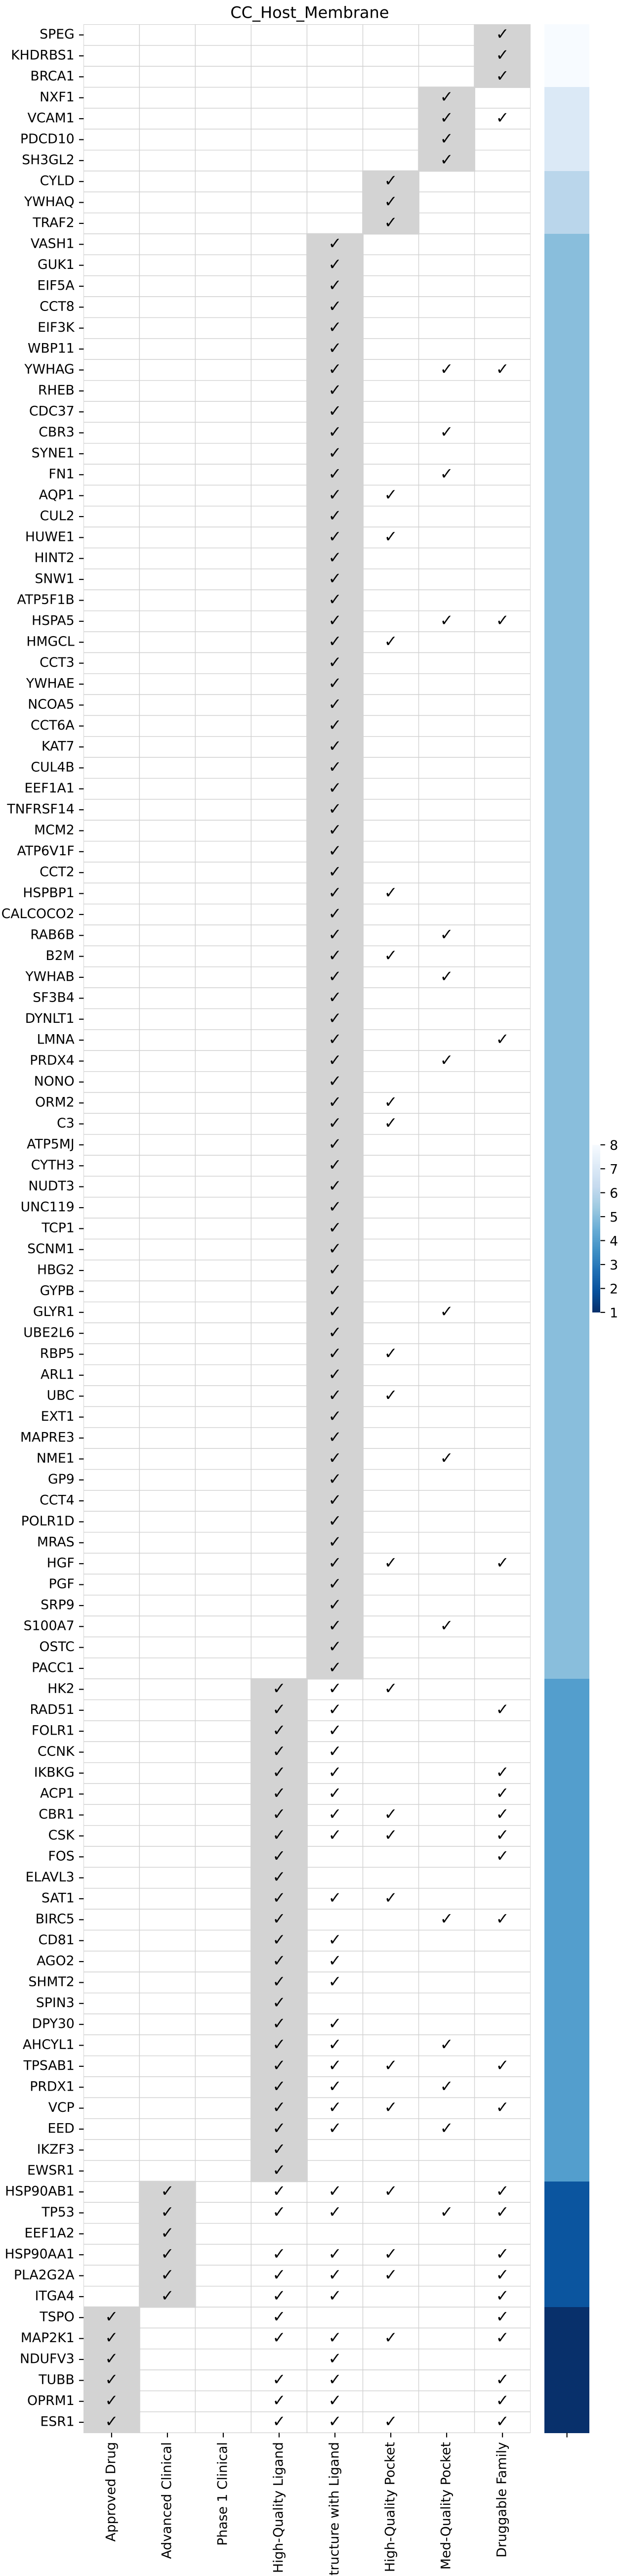 CC_Host_Membrane
SPEG ✓
KHDRBS1 ✓
BRCA1 ✓
NXF1 ✓
VCAM1 ✓ ✓
PDCD10 ✓
SH3GL2 ✓
CYLD ✓
YWHAQ ✓
TRAF2 ✓
VASH1 ✓
GUK1 ✓
EIF5A ✓
CCT8 ✓
EIF3K ✓
WBP11 ✓
YWHAG ✓ ✓ ✓
RHEB ✓
CDC37 ✓
CBR3 ✓ ✓
SYNE1 ✓
FN1 ✓ ✓
AQP1 ✓ ✓
CUL2 ✓
HUWE1 ✓ ✓
HINT2 ✓
SNW1 ✓
ATP5F1B ✓
HSPA5 ✓ ✓ ✓
HMGCL ✓ ✓
CCT3 ✓
YWHAE ✓
NCOA5 ✓
CCT6A ✓
KAT7 ✓
CUL4B ✓
EEF1A1 ✓
TNFRSF14 ✓
MCM2 ✓
ATP6V1F ✓
CCT2 ✓
HSPBP1 ✓ ✓
CALCOCO2 ✓
RAB6B ✓ ✓
B2M ✓ ✓
YWHAB ✓ ✓
SF3B4 ✓
DYNLT1 ✓
LMNA ✓ ✓
PRDX4 ✓ ✓
NONO ✓
ORM2 ✓ ✓
C3 ✓ ✓
ATP5MJ ✓
CYTH3 ✓
NUDT3 ✓
UNC119 ✓
TCP1 ✓
SCNM1 ✓
HBG2 ✓
GYPB ✓
GLYR1 ✓ ✓
UBE2L6 ✓
RBP5 ✓ ✓
ARL1 ✓
UBC ✓ ✓
EXT1 ✓
MAPRE3 ✓
NME1 ✓ ✓
GP9 ✓
CCT4 ✓
POLR1D ✓
MRAS ✓
HGF ✓ ✓ ✓
PGF ✓
SRP9 ✓
S100A7 ✓ ✓
OSTC ✓
PACC1 ✓
HK2 ✓ ✓ ✓
RAD51 ✓ ✓ ✓
FOLR1 ✓ ✓
CCNK ✓ ✓
IKBKG ✓ ✓ ✓
ACP1 ✓ ✓ ✓
CBR1 ✓ ✓ ✓ ✓
CSK ✓ ✓ ✓ ✓
FOS ✓ ✓
ELAVL3 ✓
SAT1 ✓ ✓ ✓
BIRC5 ✓ ✓ ✓
CD81 ✓ ✓
AGO2 ✓ ✓
SHMT2 ✓ ✓
SPIN3 ✓
DPY30 ✓ ✓
AHCYL1 ✓ ✓ ✓
TPSAB1 ✓ ✓ ✓ ✓
PRDX1 ✓ ✓ ✓
VCP ✓ ✓ ✓ ✓
EED ✓ ✓ ✓
IKZF3 ✓
EWSR1 ✓
HSP90AB1 ✓ ✓ ✓ ✓ ✓
TP53 ✓ ✓ ✓ ✓ ✓
EEF1A2 ✓
HSP90AA1 ✓ ✓ ✓ ✓ ✓
PLA2G2A ✓ ✓ ✓ ✓ ✓
ITGA4 ✓ ✓ ✓ ✓
TSPO ✓ ✓ ✓
MAP2K1 ✓ ✓ ✓ ✓ ✓
NDUFV3 ✓ ✓
TUBB ✓ ✓ ✓ ✓
OPRM1 ✓ ✓ ✓ ✓
ESR1 ✓ ✓ ✓ ✓ ✓
Approved Drug
Advanced Clinical
Phase 1 Clinical
High-Quality Ligand
tructure with Ligand
High-Quality Pocket
Med-Quality Pocket
Druggable Family
8
7
6
5
4
3
2
1